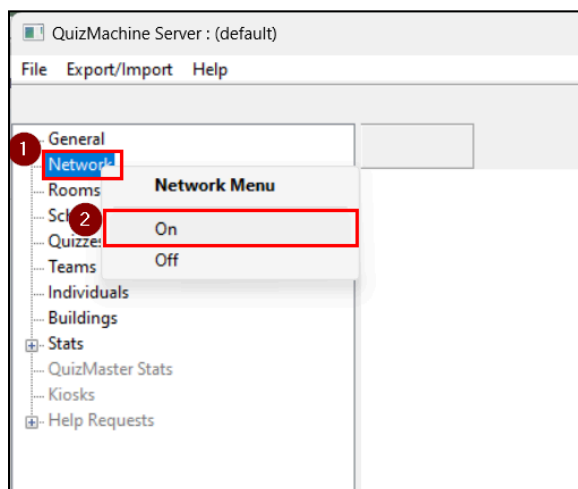 QuizMachine Server : (default)
File Export/Import Help
General
1
Network
Network Menu
Rooms
2
On
Off
Teams
Individuals
Buildings
Stats
QuizMaster Stats
Kiosks
Help Requests